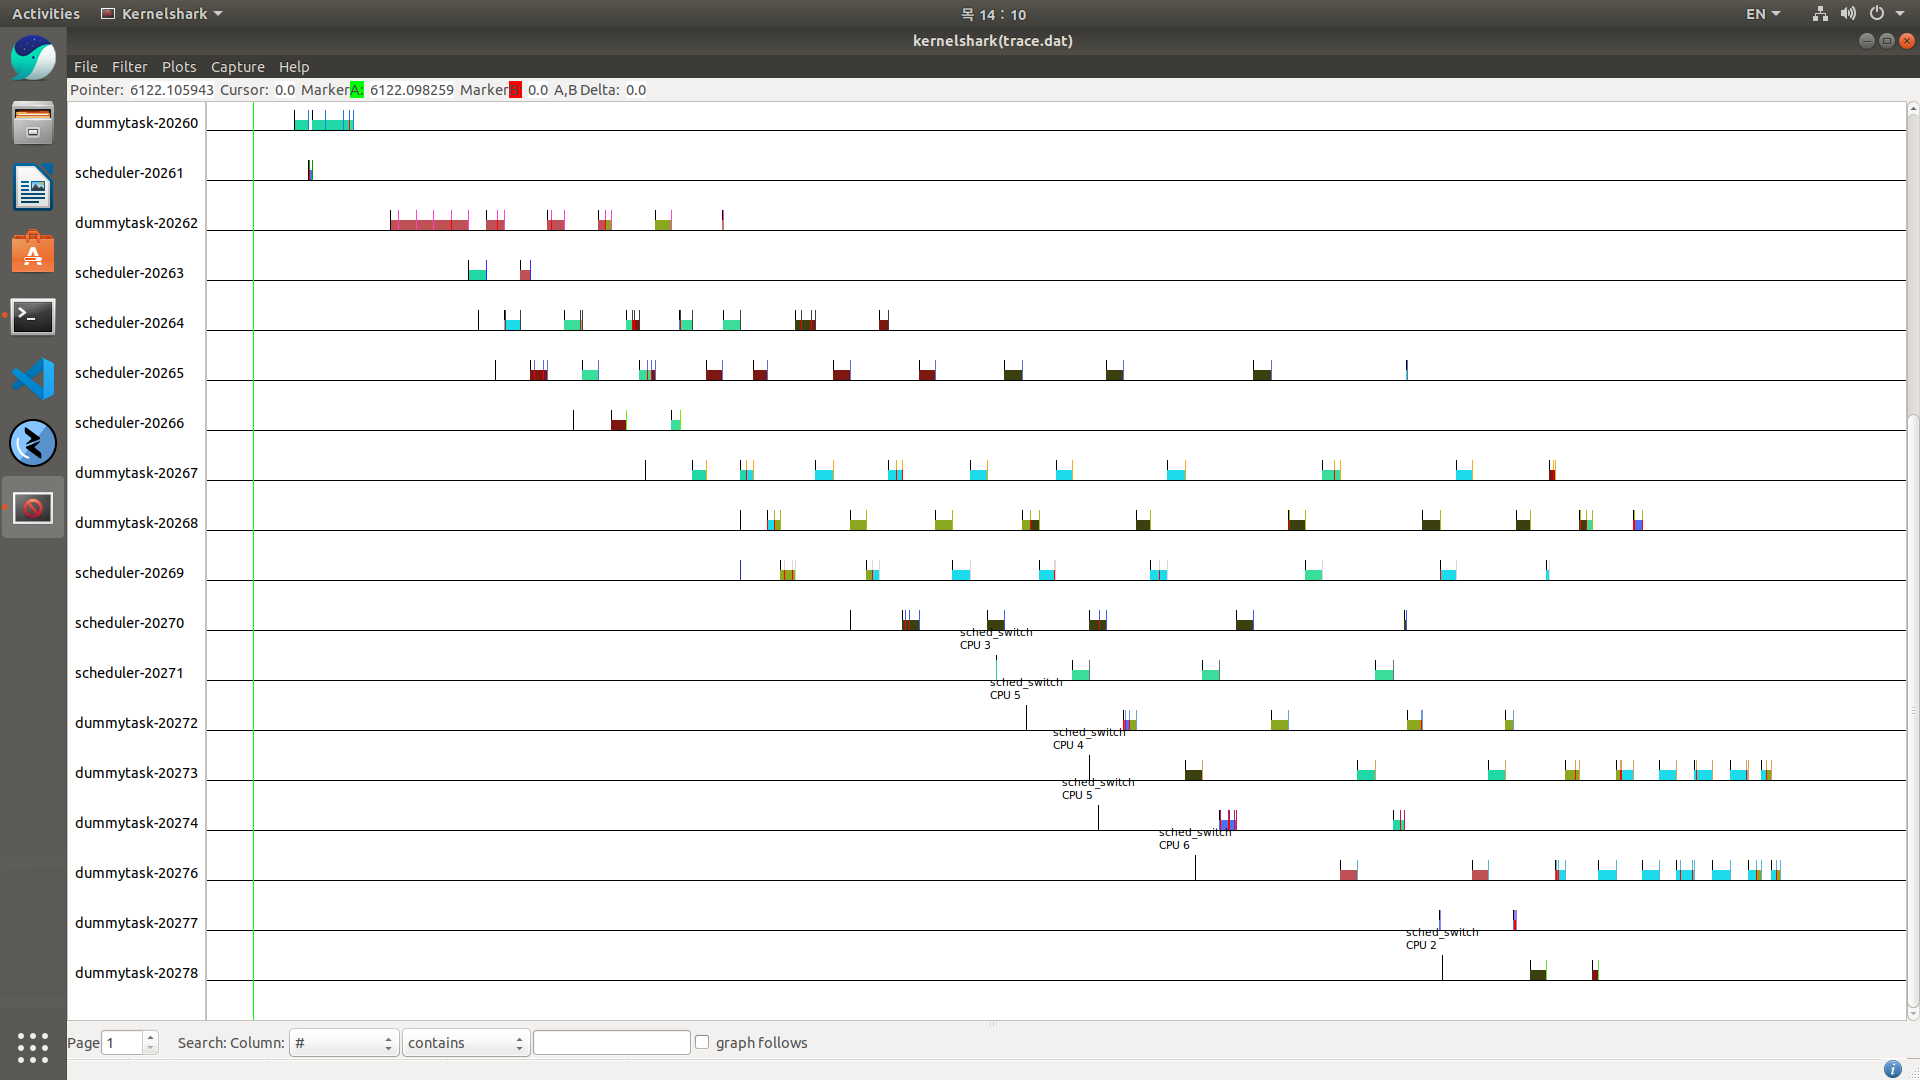 Activities Kernelshark 목 14 : 10 EN
kernelshark(trace.dat)
File Filter Plots Capture Help
Pointer: 6122.105943 Cursor: 0.0 Marker A: 6122.098259 Marker 0.0 A,B Delta: 0.0
dummytask-20260
scheduler-20261
dummytask-20262
scheduler-20263
scheduler-20264
scheduler-20265
scheduler-20266
dummytask-20267
dummytask-20268
scheduler-20269
scheduler-20270
sched_switch
CPU 3
scheduler-20271
sched_switch
CPU 5
dummytask-20272
sched_switch
CPU 4
dummytask-20273
sched_switch
CPU 5
dummytask-20274
sched_switch
CPU 6
dummytask-20276
dummytask-20277
sched_switch
CPU 2
dummytask-20278
Page 1 Search: Column: # contains graph follows